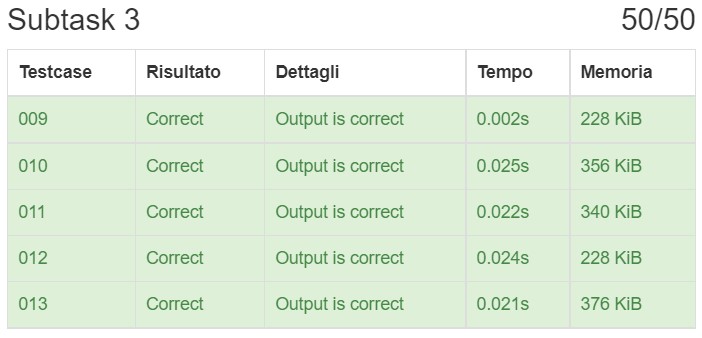 Subtask 3 50/50
Testcase Risultato Dettagli Tempo Memoria
009 Correct Output is correct 0.002s 228 KiB
010 Correct Output is correct 0.025s 356 KiB
011 Correct Output is correct 0.022s 340 KiB
012 Correct Output is correct 0.024s 228 KiB
013 Correct Output is correct 0.021s 376 KiB